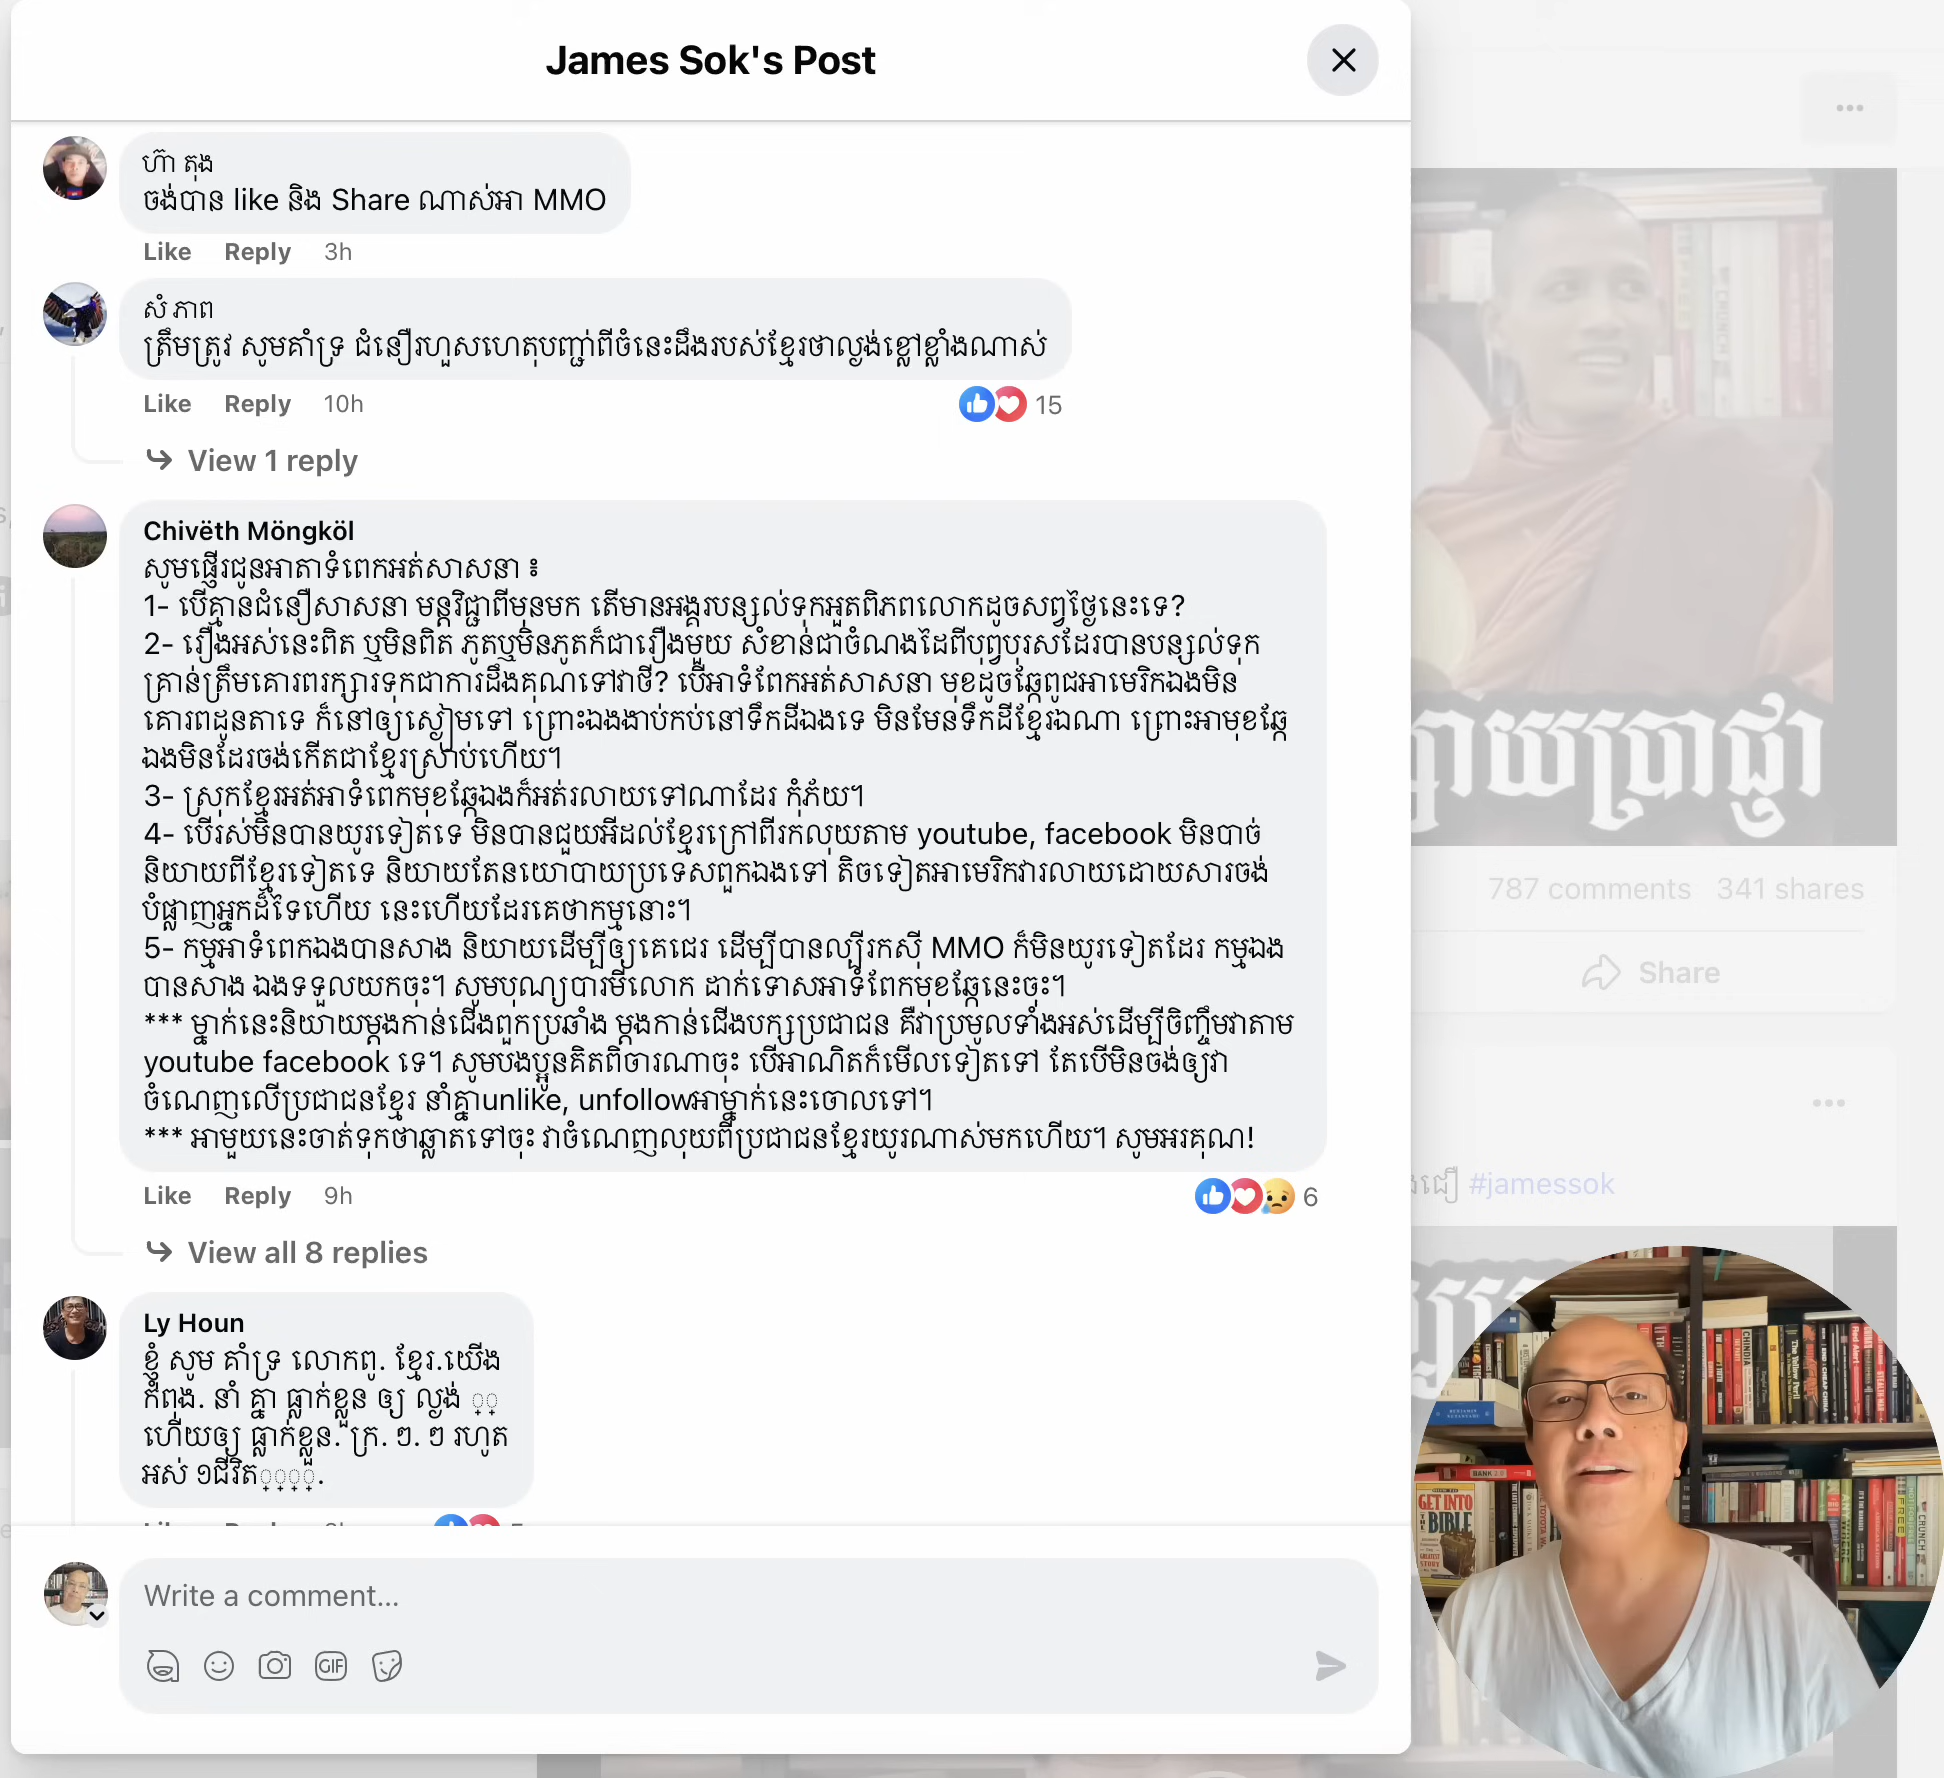 James Sok's Post
ហ៊ា តុង
ចង់បាន like និង Share ណាស់អា MMO
Like Reply 3h
សំ ភាព
ត្រឹមត្រូវ សូមគាំទ្រ ជំនឿរហួសហេតុបញ្ជាំពីចំនេះដឹងរបស់ខ្មែរថាល្ងង់ខ្លៅខ្លាំងណាស់
Like Reply 10h
15
View 1 reply
Chivëth Möngköl
សូមផ្ញើរជូនអាតាទំពេកអត់សាសនា ៖
1- បើគ្មានជំនឿសាសនា មន្តវិជ្ជាពីមុនមក តើមានអង្គរបន្សល់ទុកអួតពិភពលោកដូចសព្វថ្ងៃនេះទេ?
2- រឿងអស់នេះពិត ឬមិនពិត ភូតឬមិនភូតក៏ជារឿងមួយ សំខាន់ជាចំណងដៃពីបុព្វបុរសដែរបានបន្សល់ទុក
គ្រាន់ត្រឹមគោរពរក្សារទុកជាការដឹងគុណទៅវាថី? បើអាទំពែកអត់សាសនា មុខដូចឆ្កែពូជអាមេរិកឯងមិន
គោរពដូនតាទេ ក៏នៅឲ្យស្ងៀមទៅ ព្រោះឯងងាប់កប់នៅទឹកដីឯងទេ មិនមែនទឹកដីខ្មែរឯណា ព្រោះអាមុខឆ្កែ
ឯងមិនដែរចង់កើតជាខ្មែរស្រាប់ហើយ។
3- ស្រុកខ្មែរអត់អាទំពេកមុខឆ្កែឯងក៏អត់រលាយទៅណាដែរ កុំភ័យ។
4- បើរស់មិនបានយូរទៀតទេ មិនបានជួយអីដល់ខ្មែរក្រៅពីរកលុយតាម youtube, facebook មិនបាច់
និយាយពីខ្មែរទៀតទេ និយាយតែនយោបាយប្រទេសពួកឯងទៅ តិចទៀតអាមេរិកវារលាយដោយសារចង់
បំផ្លាញអ្នកដ៏ទៃហើយ នេះហើយដែរគេថាកម្មនោះ។
5- កម្មអាទំពេកឯងបានសាង និយាយដើម្បីឲ្យគេជេរ ដើម្បីបានល្បីរកស៊ី MMO ក៏មិនយូរទៀតដែរ កម្មឯង
បានសាង ឯងទទួលយកចុះ។ សូមបុណ្យបារមីលោក ដាក់ទោសអាទំពែកមុខឆ្កែនេះចុះ។
*** ម្នាក់នេះនិយាយម្តងកាន់ជើងពួកប្រឆាំង ម្តងកាន់ជើងបក្សប្រជាជន គឺវាប្រមូលទាំងអស់ដើម្បីចិញ្ចឹមវាតាម
youtube facebook ទេ។ សូមបងប្អូនគិតពិចារណាចុះ បើអាណិតក៏មើលទៀតទៅ តែបើមិនចង់ឲ្យវា
ចំណេញលើប្រជាជនខ្មែរ នាំគ្នាunlike, unfollowអាម្នាក់នេះចោលទៅ។
*** អាមួយនេះចាត់ទុកថាឆ្លាតទៅចុះ វាចំណេញលុយពីប្រជាជនខ្មែរយូរណាស់មកហើយ។ សូមអរគុណ!
Like Reply 9h
6
View all 8 replies
Ly Houn
ខ្ញុំ សូម គាំទ្រ លោកពូ. ខ្មែរ.យើង
កំពុង. នាំ គ្នា ធ្លាក់ខ្លួន ឲ្យ ល្ងង់
ហើយឲ្យ ធ្លាក់ខ្លួន. ក្រ. ៗ. ៗ រហូត
អស់ ១ជីវិត.
Write a comment...
GIF
787 comments 341 shares
Share
ងជឿ #jamessok
GET INTO
THE
BIBLE